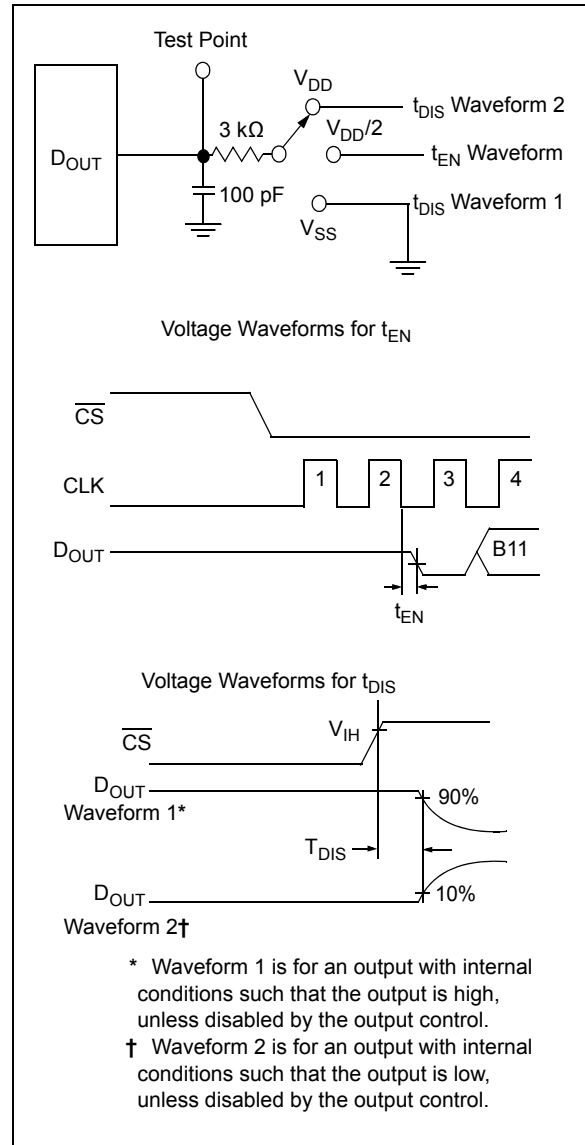 Test Point
VDD
tDIS Waveform 2
3 kΩ
VDD/2
DOUT
tEN Waveform
100 pF
tDIS Waveform 1
VSS
Voltage Waveforms for tEN
CS
1 2 3 4
CLK
DOUT
B11
tEN
Voltage Waveforms for tDIS
VIH
CS
DOUT
90%
Waveform 1*
TDIS
DOUT
10%
Waveform 2†
* Waveform 1 is for an output with internal
conditions such that the output is high,
unless disabled by the output control.
† Waveform 2 is for an output with internal
conditions such that the output is low,
unless disabled by the output control.